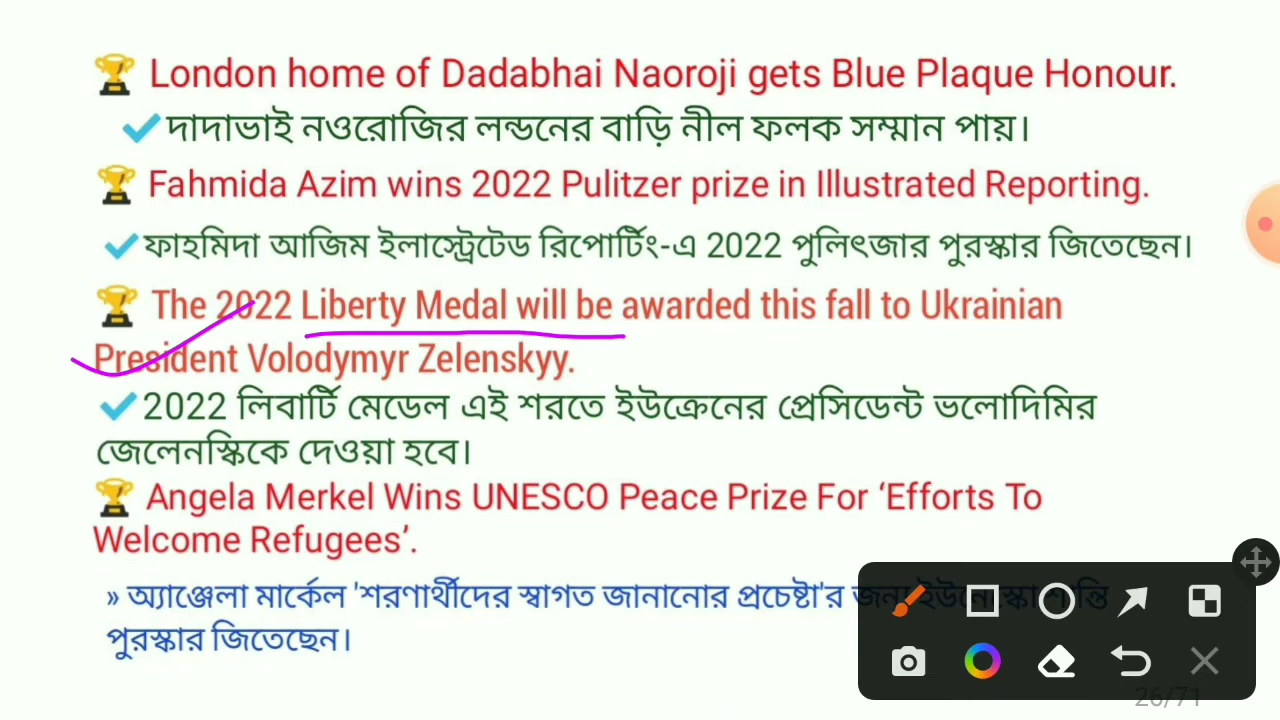 London home of Dadabhai Naoroji gets Blue Plaque Honour.
দাদাভাই নওরোজির লন্ডনের বাড়ি নীল ফলক সম্মান পায়।
Fahmida Azim wins 2022 Pulitzer prize in Illustrated Reporting.
ফাহমিদা আজিম ইলাস্ট্রেটেড রিপোর্টিং-এ 2022 পুলিৎজার পুরস্কার জিতেছেন।
The 2022 Liberty Medal will be awarded this fall to Ukrainian
President Volodymyr Zelenskyy.
2022 লিবার্টি মেডেল এই শরতে ইউক্রেনের প্রেসিডেন্ট ভলোদিমির
জেলেনস্কিকে দেওয়া হবে।
Angela Merkel Wins UNESCO Peace Prize For ‘Efforts To
Welcome Refugees’.
» অ্যাঞ্জেলা মার্কেল 'শরণার্থীদের স্বাগত জানানোর প্রচেষ্টা'র জন্য ইউনেস্কো শান্তি
পুরস্কার জিতেছেন।
26/71